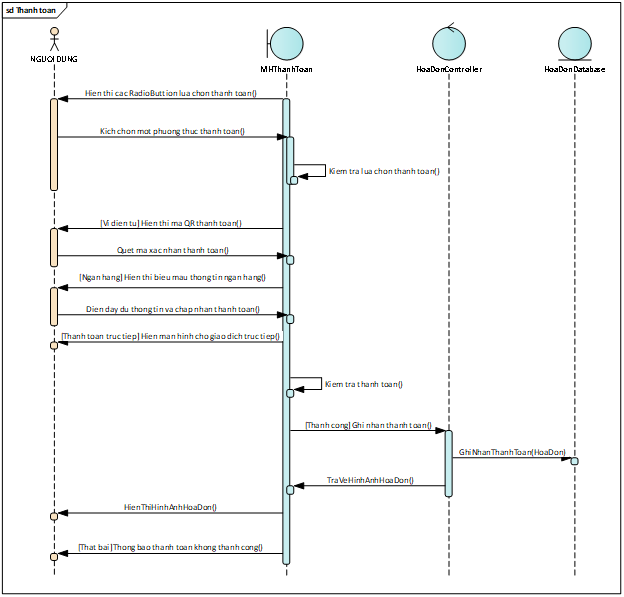 sd Thanh toan
NGUOI DUNG
MHThanhToan
HoaDonController
HoaDonDatabase
Hien thi cac RadioButtion lua chon thanh toan()
Kich chon mot phuong thuc thanh toan()
Kiem tra lua chon thanh toan()
[Vi dien tu] Hien thi ma QR thanh toan()
Quet ma xac nhan thanh toan()
[Ngan hang] Hien thi bieu mau thong tin ngan hang()
Dien day du thong tin va chap nhan thanh toan()
[Thanh toan truc tiep] Hien man hinh cho giao dich truc tiep()
Kiem tra thanh toan()
[Thanh cong] Ghi nhan thanh toan()
GhiNhanThanhToan(HoaDon)
TraVeHinhAnhHoaDon()
HienThiHinhAnhHoaDon()
[That bai] Thong bao thanh toan khong thanh cong()